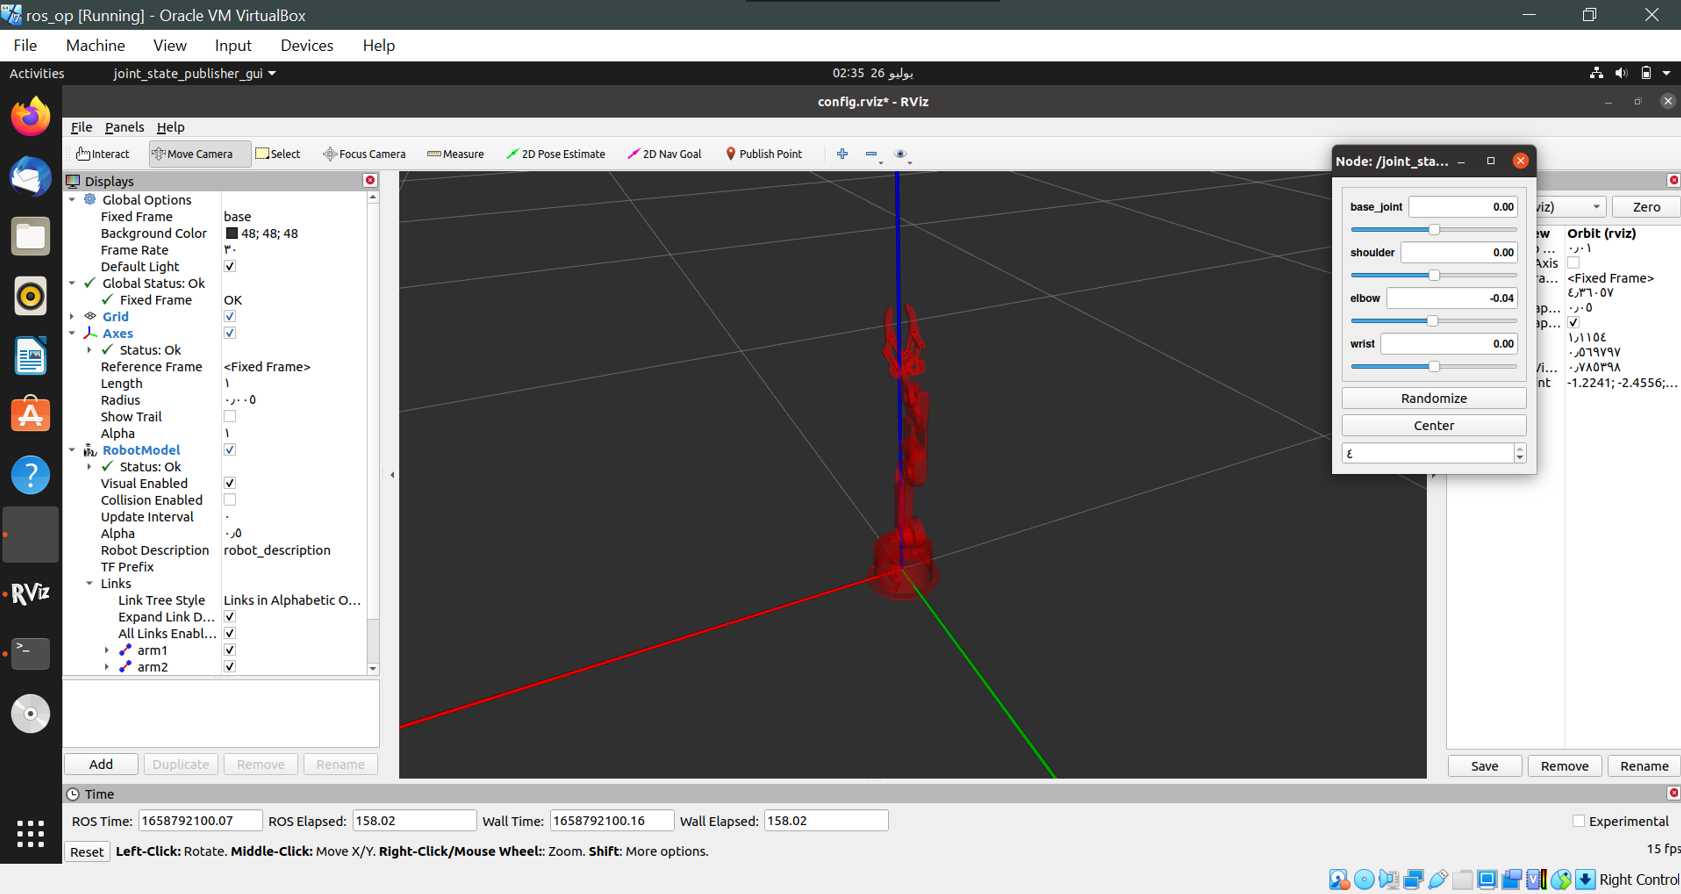 ros_op [Running] - Oracle VM VirtualBox
File Machine View Input Devices Help
Activities joint_state_publisher_gui 02:35 26 يوليو
config.rviz* - RViz
File Panels Help
Interact Move Camera Select Focus Camera Measure 2D Pose Estimate 2D Nav Goal Publish Point
Displays
Global Options
Fixed Frame base
Background Color 48; 48; 48
Frame Rate ٣٠
Default Light
Global Status: Ok
Fixed Frame OK
Grid
Axes
Status: Ok
Reference Frame <Fixed Frame>
Length ١
Radius ٠٫٠٠٥
Show Trail
Alpha ١
RobotModel
Status: Ok
Visual Enabled
Collision Enabled
Update Interval ٠
Alpha ٠٫٥
Robot Description robot_description
TF Prefix
Links
Link Tree Style Links in Alphabetic O...
Expand Link D...
All Links Enabl...
arm1
arm2
Add Duplicate Remove Rename
Node: /joint_sta...
base_joint 0.00
shoulder 0.00
elbow -0.04
wrist 0.00
Randomize
Center
٤
viz) Zero
ew Orbit (rviz)
... ٠٫٠١
Axis
ra... <Fixed Frame>
٤٫٣٦٠٥٧
ap... ٠٫٠٥
ap...
١٫١١٥٤
٠٫٥٦٩٧٩٧
Vi... ٠٫٧٨٥٣٩٨
nt -1.2241; -2.4556;...
Save Remove Rename
Time
ROS Time: 1658792100.07 ROS Elapsed: 158.02 Wall Time: 1658792100.16 Wall Elapsed: 158.02 Experimental
Reset Left-Click: Rotate. Middle-Click: Move X/Y. Right-Click/Mouse Wheel:: Zoom. Shift: More options. 15 fps
RViz
Right Control